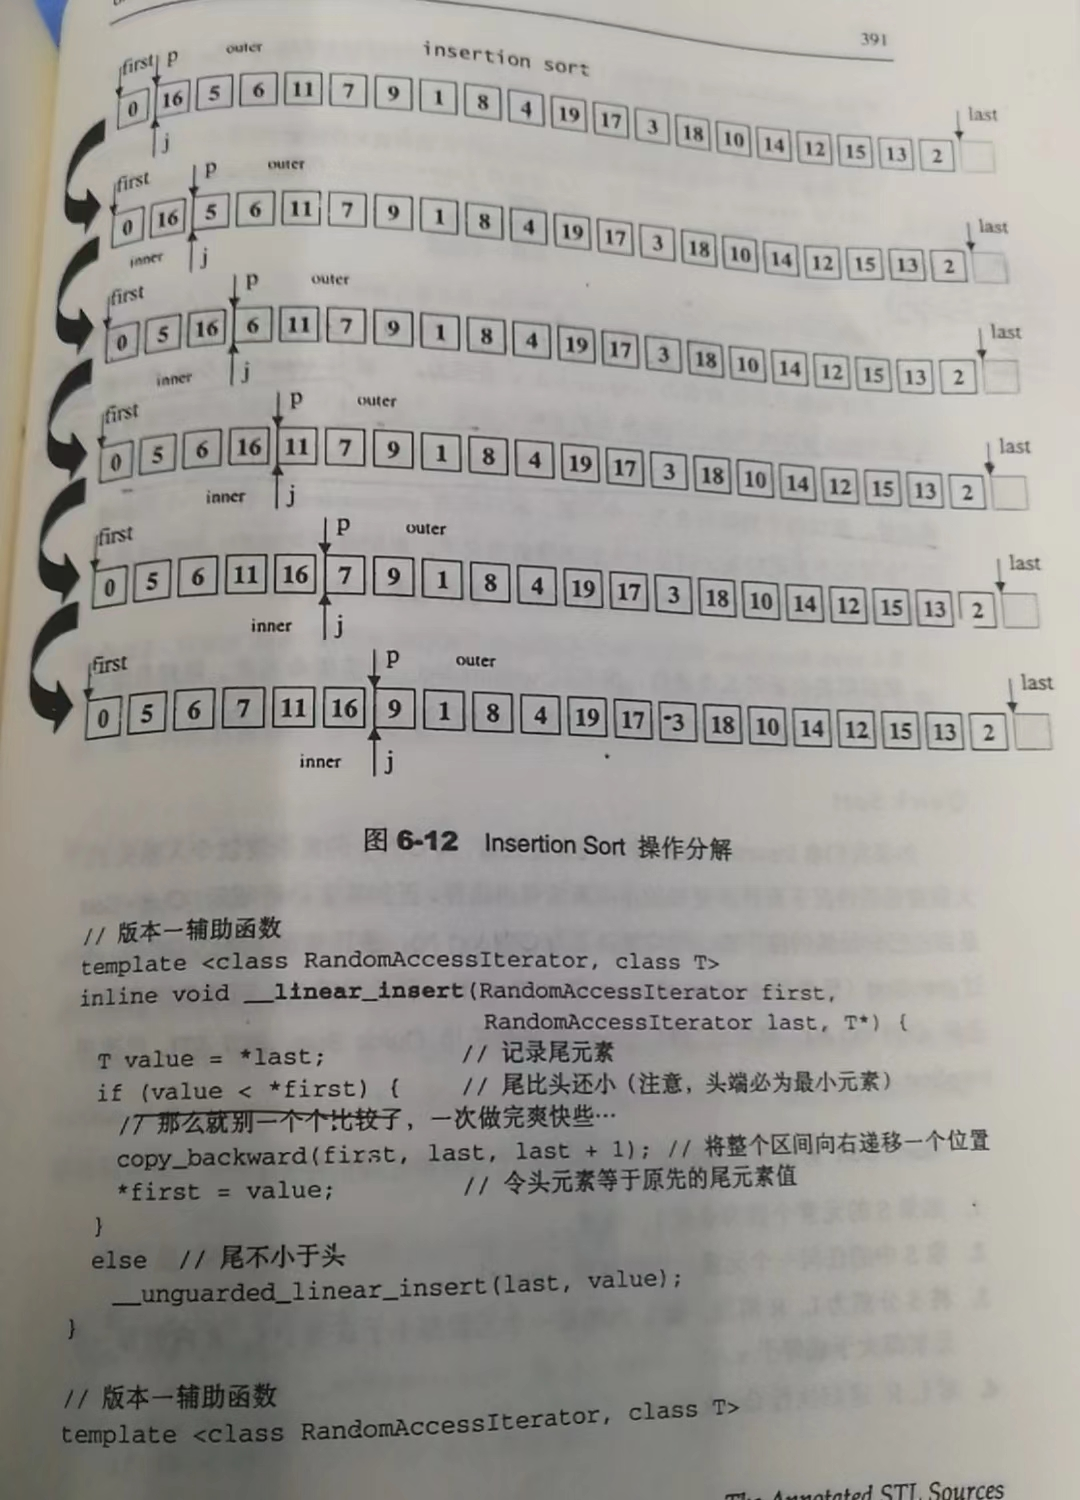 391
insertion sort
first p outer
0 16 5 6 11 7 9 1 8 4 19 17 3 18 10 14 12 15 13 2
last
j
first p outer
0 16 5 6 11 7 9 1 8 4 19 17 3 18 10 14 12 15 13 2
last
inner j
first p outer
0 5 16 6 11 7 9 1 8 4 19 17 3 18 10 14 12 15 13 2
last
inner j
first p outer
0 5 6 16 11 7 9 1 8 4 19 17 3 18 10 14 12 15 13 2
last
inner j
first p outer
0 5 6 11 16 7 9 1 8 4 19 17 3 18 10 14 12 15 13 2
last
inner j
first p outer
0 5 6 7 11 16 9 1 8 4 19 17 3 18 10 14 12 15 13 2
last
inner j
图 6-12 Insertion Sort 操作分解
// 版本一辅助函数
template <class RandomAccessIterator, class T>
inline void __linear_insert(RandomAccessIterator first,
RandomAccessIterator last, T*) {
T value = *last; // 记录尾元素
if (value < *first) { // 尾比头还小（注意，头端必为最小元素）
// 那么就别一个个比较了，一次做完爽快些…
copy_backward(first, last, last + 1); // 将整个区间向右递移一个位置
*first = value; // 令头元素等于原先的尾元素值
}
else // 尾不小于头
__unguarded_linear_insert(last, value);
}
// 版本一辅助函数
template <class RandomAccessIterator, class T>
The Annotated STL Sources